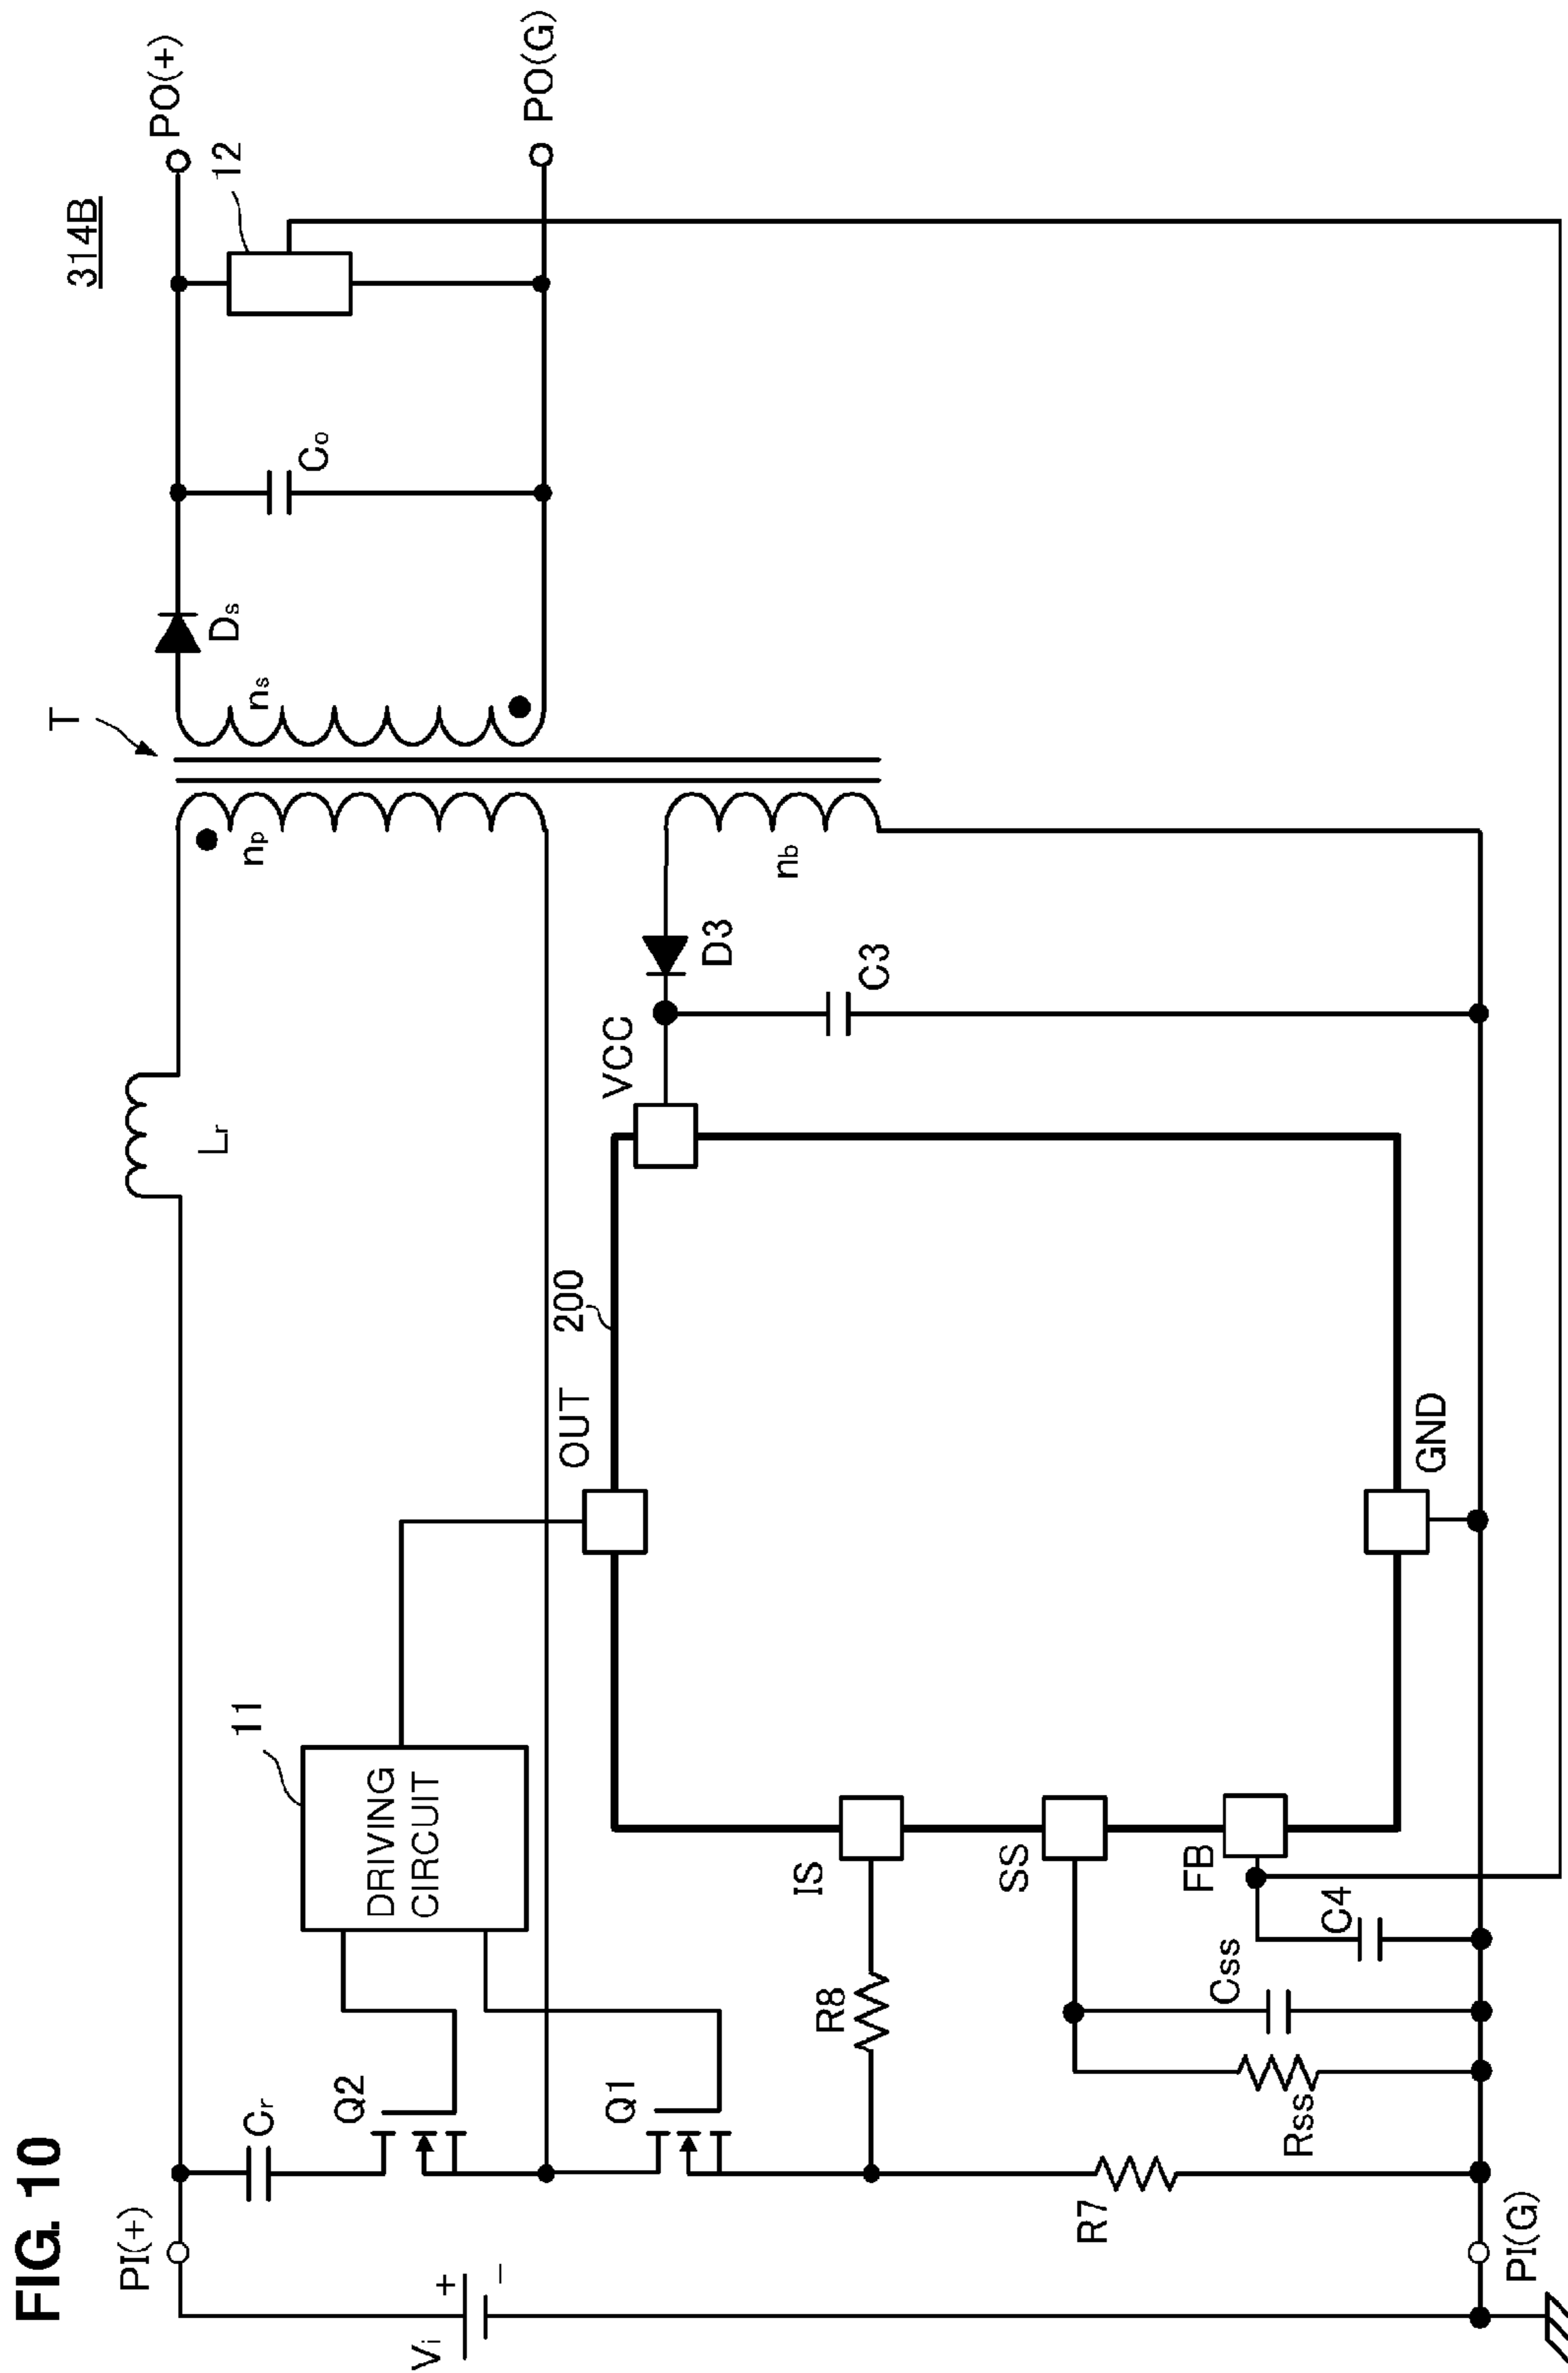 FIG. 10
314B
T
PI(+)
Lr
PO(+)
Cr
np
ns
Ds
Co
12
11
DRIVING
CIRCUIT
Q2
Vi
+
−
PO(G)
OUT
200
VCC
Q1
D3
nb
IS
R8
C3
SS
R7
Css
FB
Rss
C4
GND
PI(G)